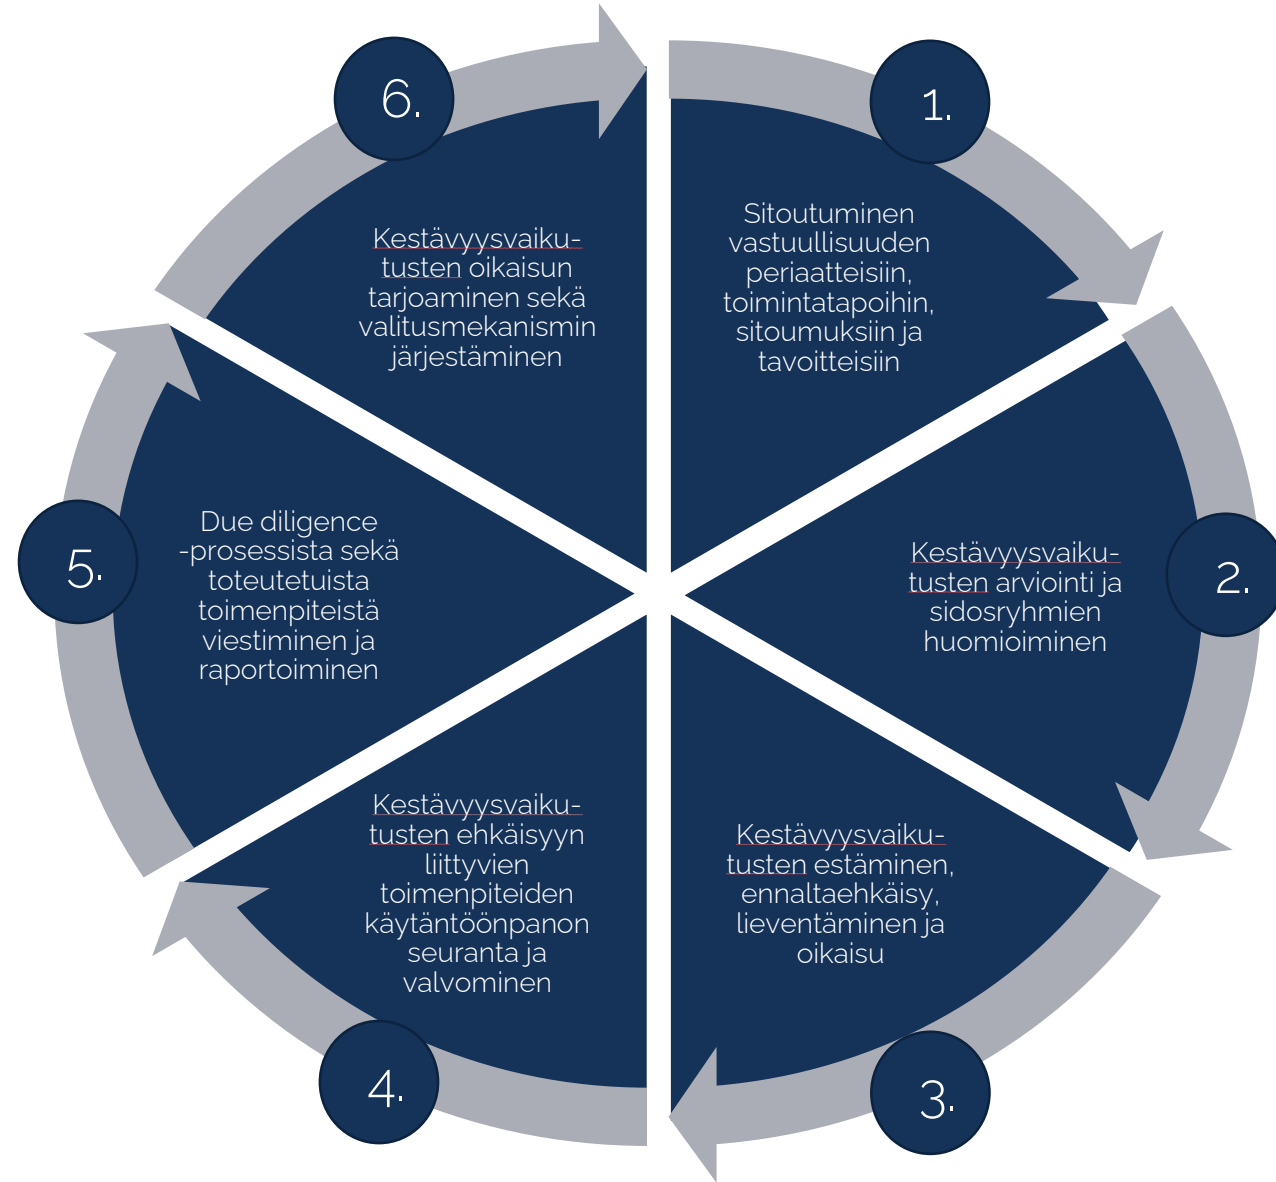 1.
Sitoutuminen
vastuullisuuden
periaatteisiin,
toimintatapoihin,
sitoumuksiin ja
tavoitteisiin
2.
Kestävyysvaiku-
tusten arviointi ja
sidosryhmien
huomioiminen
3.
Kestävyysvaiku-
tusten estäminen,
ennaltaehkäisy,
lieventäminen ja
oikaisu
4.
Kestävyysvaiku-
tusten ehkäisyyn
liittyvien
toimenpiteiden
käytäntöönpanon
seuranta ja
valvominen
5.
Due diligence
-prosessista sekä
toteutetuista
toimenpiteistä
viestiminen ja
raportoiminen
6.
Kestävyysvaiku-
tusten oikaisun
tarjoaminen sekä
valitusmekanismin
järjestäminen